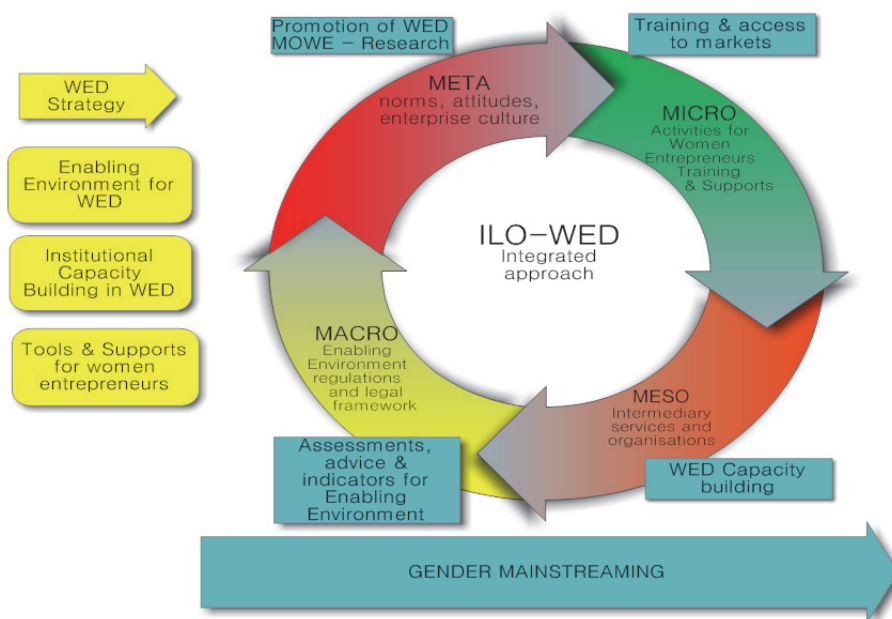 Promotion of WED
MOWE – Research
Training & access
to markets
WED
Strategy
META
norms, attitudes,
enterprise culture
MICRO
Activities for
Women
Entrepreneurs
Training
& Supports
Enabling
Environment for
WED
ILO–WED
Integrated
approach
Institutional
Capacity
Building in WED
MACRO
Enabling
Environment
regulations
and legal
framework
Tools & Supports
for women
entrepreneurs
MESO
Intermediary
services and
organisations
Assessments,
advice &
indicators for
Enabling
Environment
WED Capacity
building
GENDER MAINSTREAMING